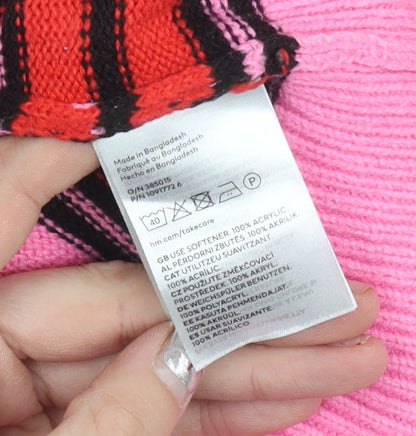 Made in Bangladesh
Fabriqué au Bangladesh
Hecho en Bangladesh
O/N 385015
P/N 1091772 6
40 P
hm.com/takecare
GB USE SOFTENER. 100% ACRYLIC
AL PËRDORNI ZBUTËS. 100% AKRILIK
CAT UTILITZEU SUAVITZANT.
100% ACRÍLIC.
CZ POUŽIJTE ZMĚKČOVACÍ
PROSTŘEDEK. 100% AKRYL.
DE WEICHSPÜLER BENUTZEN.
100% POLYACRYL.
EE KASUTA PEHMENDAJAT.
100% AKRÜÜL
ES USAR SUAVIZANTE.
100% ACRÍLICO